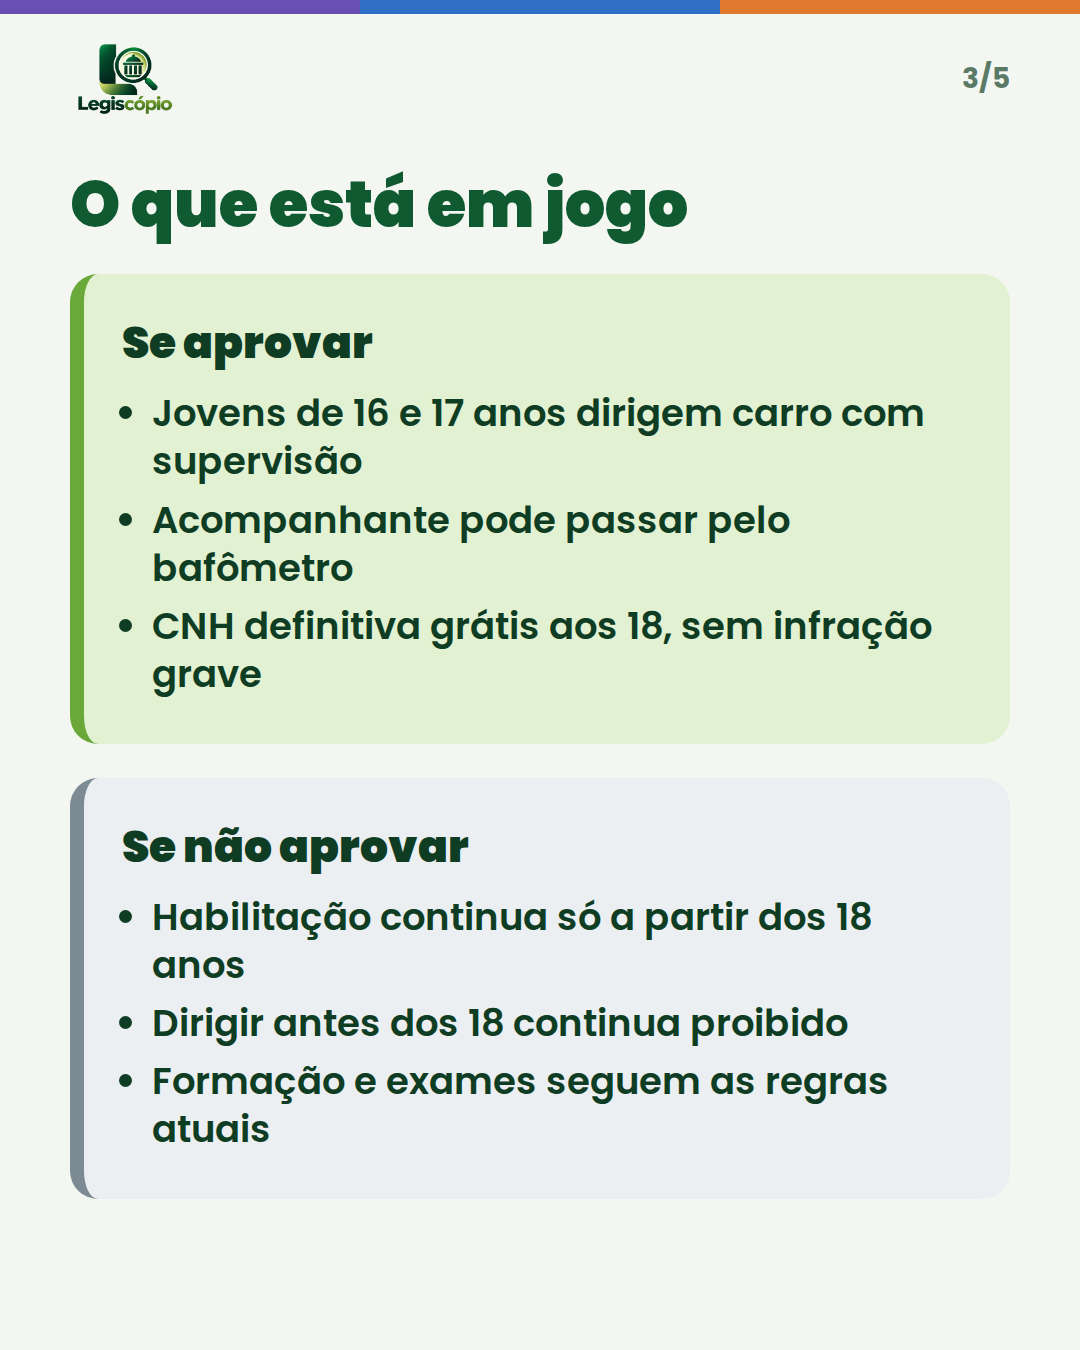 Legiscópio
3/5
O que está em jogo
Se aprovar
• Jovens de 16 e 17 anos dirigem carro com
supervisão
• Acompanhante pode passar pelo
bafômetro
• CNH definitiva grátis aos 18, sem infração
grave
Se não aprovar
• Habilitação continua só a partir dos 18
anos
• Dirigir antes dos 18 continua proibido
• Formação e exames seguem as regras
atuais